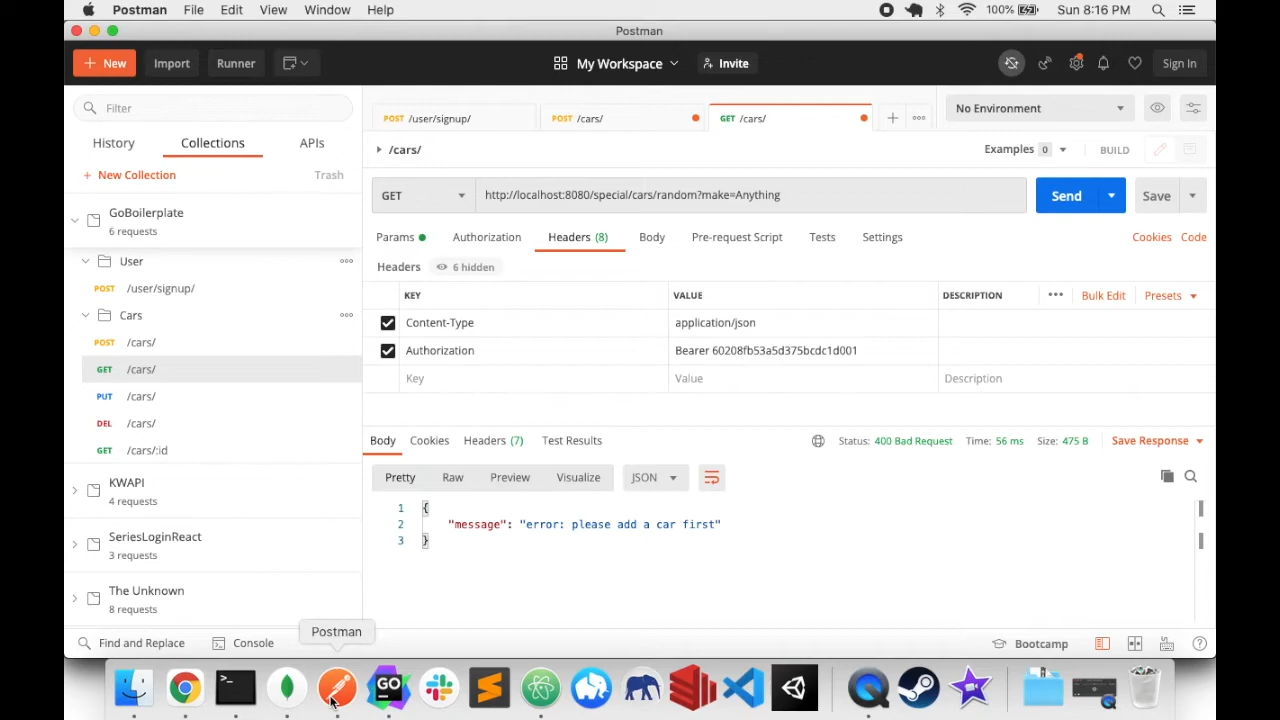 Postman File Edit View Window Help 100% Sun 8:16 PM
Postman
+ New Import Runner My Workspace Invite Sign In
Filter
History Collections APIs
+ New Collection Trash
GoBoilerplate
6 requests
User
POST /user/signup/
Cars
POST /cars/
GET /cars/
PUT /cars/
DEL /cars/
GET /cars/:id
KWAPI
4 requests
SeriesLoginReact
3 requests
The Unknown
8 requests
POST /user/signup/ POST /cars/ GET /cars/ + No Environment
/cars/ Examples 0 BUILD
GET http://localhost:8080/special/cars/random?make=Anything Send Save
Params Authorization Headers (8) Body Pre-request Script Tests Settings Cookies Code
Headers 6 hidden
KEY VALUE DESCRIPTION Bulk Edit Presets
Content-Type application/json
Authorization Bearer 60208fb53a5d375bcdc1d001
Key Value Description
Body Cookies Headers (7) Test Results Status: 400 Bad Request Time: 56 ms Size: 475 B Save Response
Pretty Raw Preview Visualize JSON
1 {
2 "message": "error: please add a car first"
3 }
Find and Replace Console Bootcamp
Postman
GO